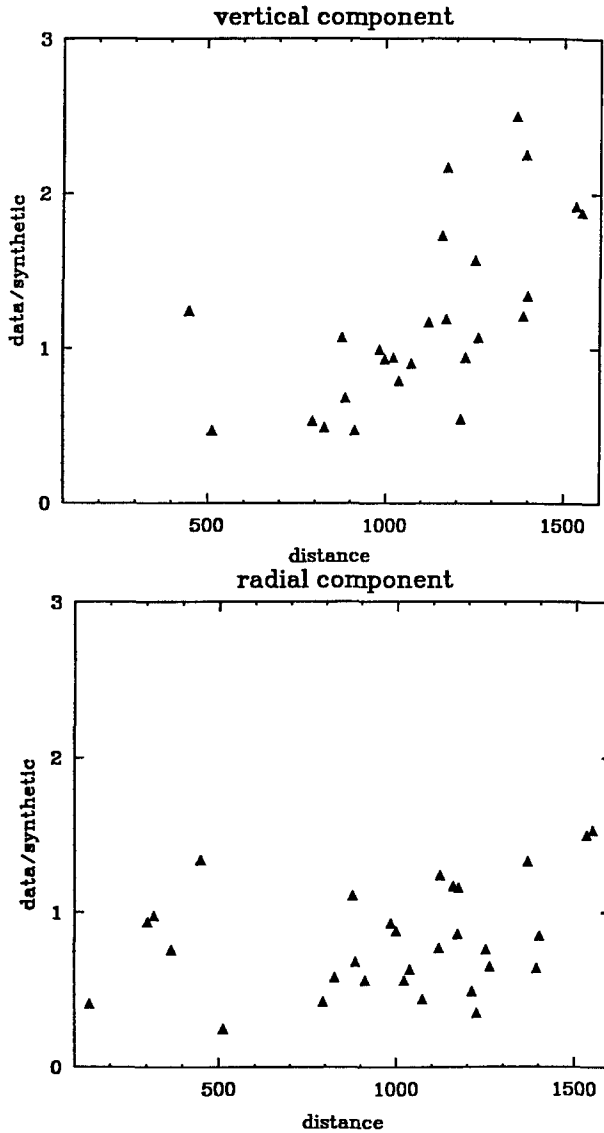 vertical component
3
2
1
0
data/synthetic
500 1000 1500
distance
radial component
3
2
1
0
data/synthetic
500 1000 1500
distance